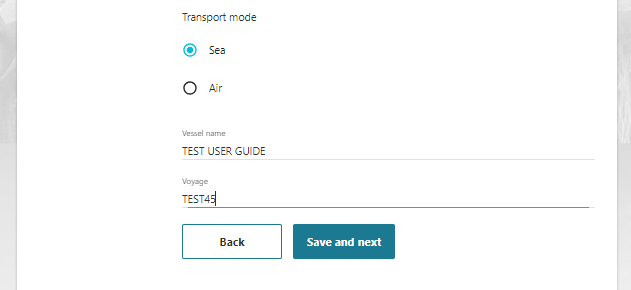 Transport mode
Sea
Air
Vessel name
TEST USER GUIDE
Voyage
TEST45
Back
Save and next